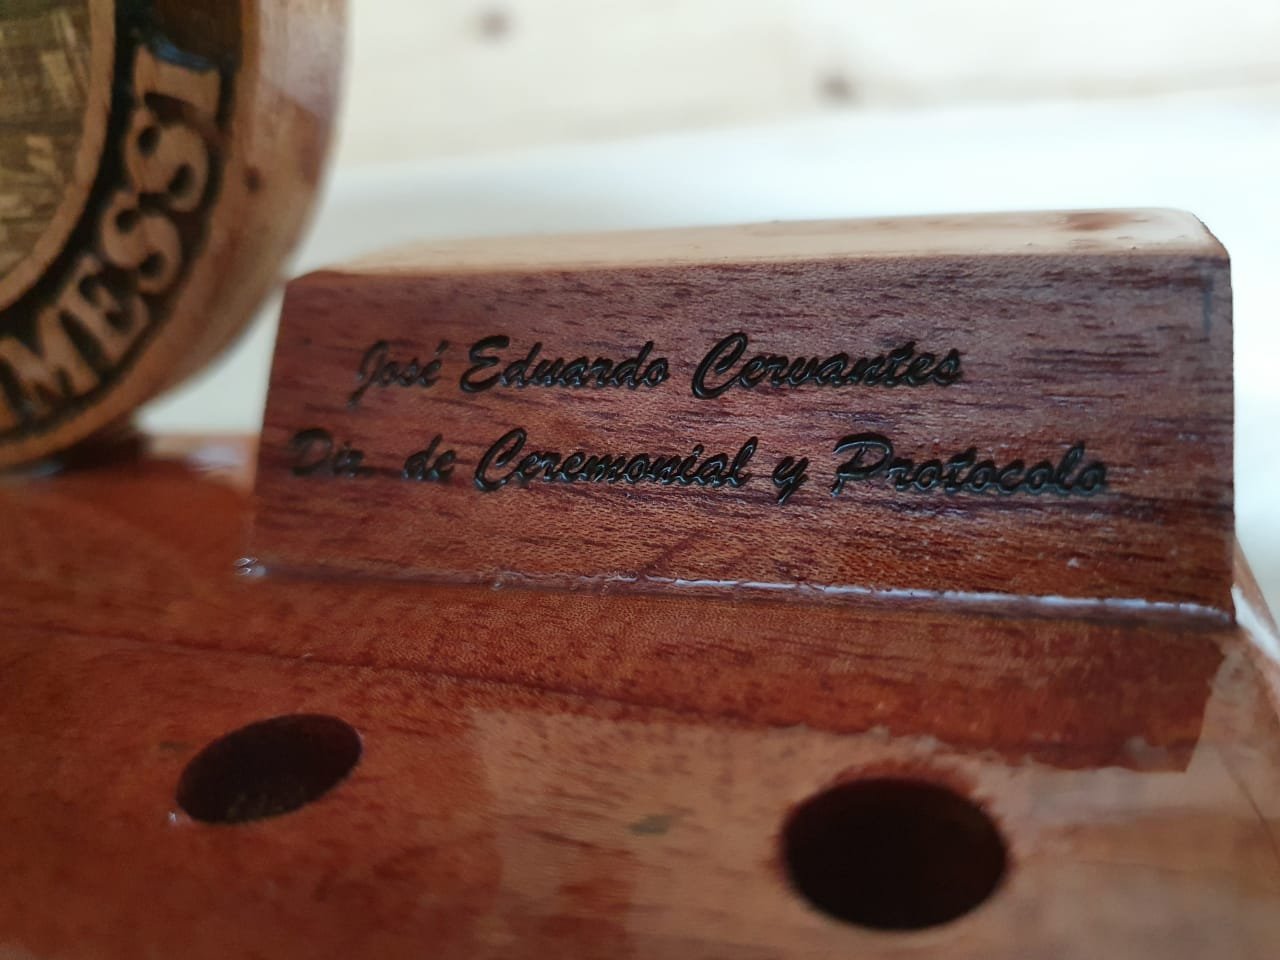 MESSI
José Eduardo Cervantes
Dir. de Ceremonial y Protocolo